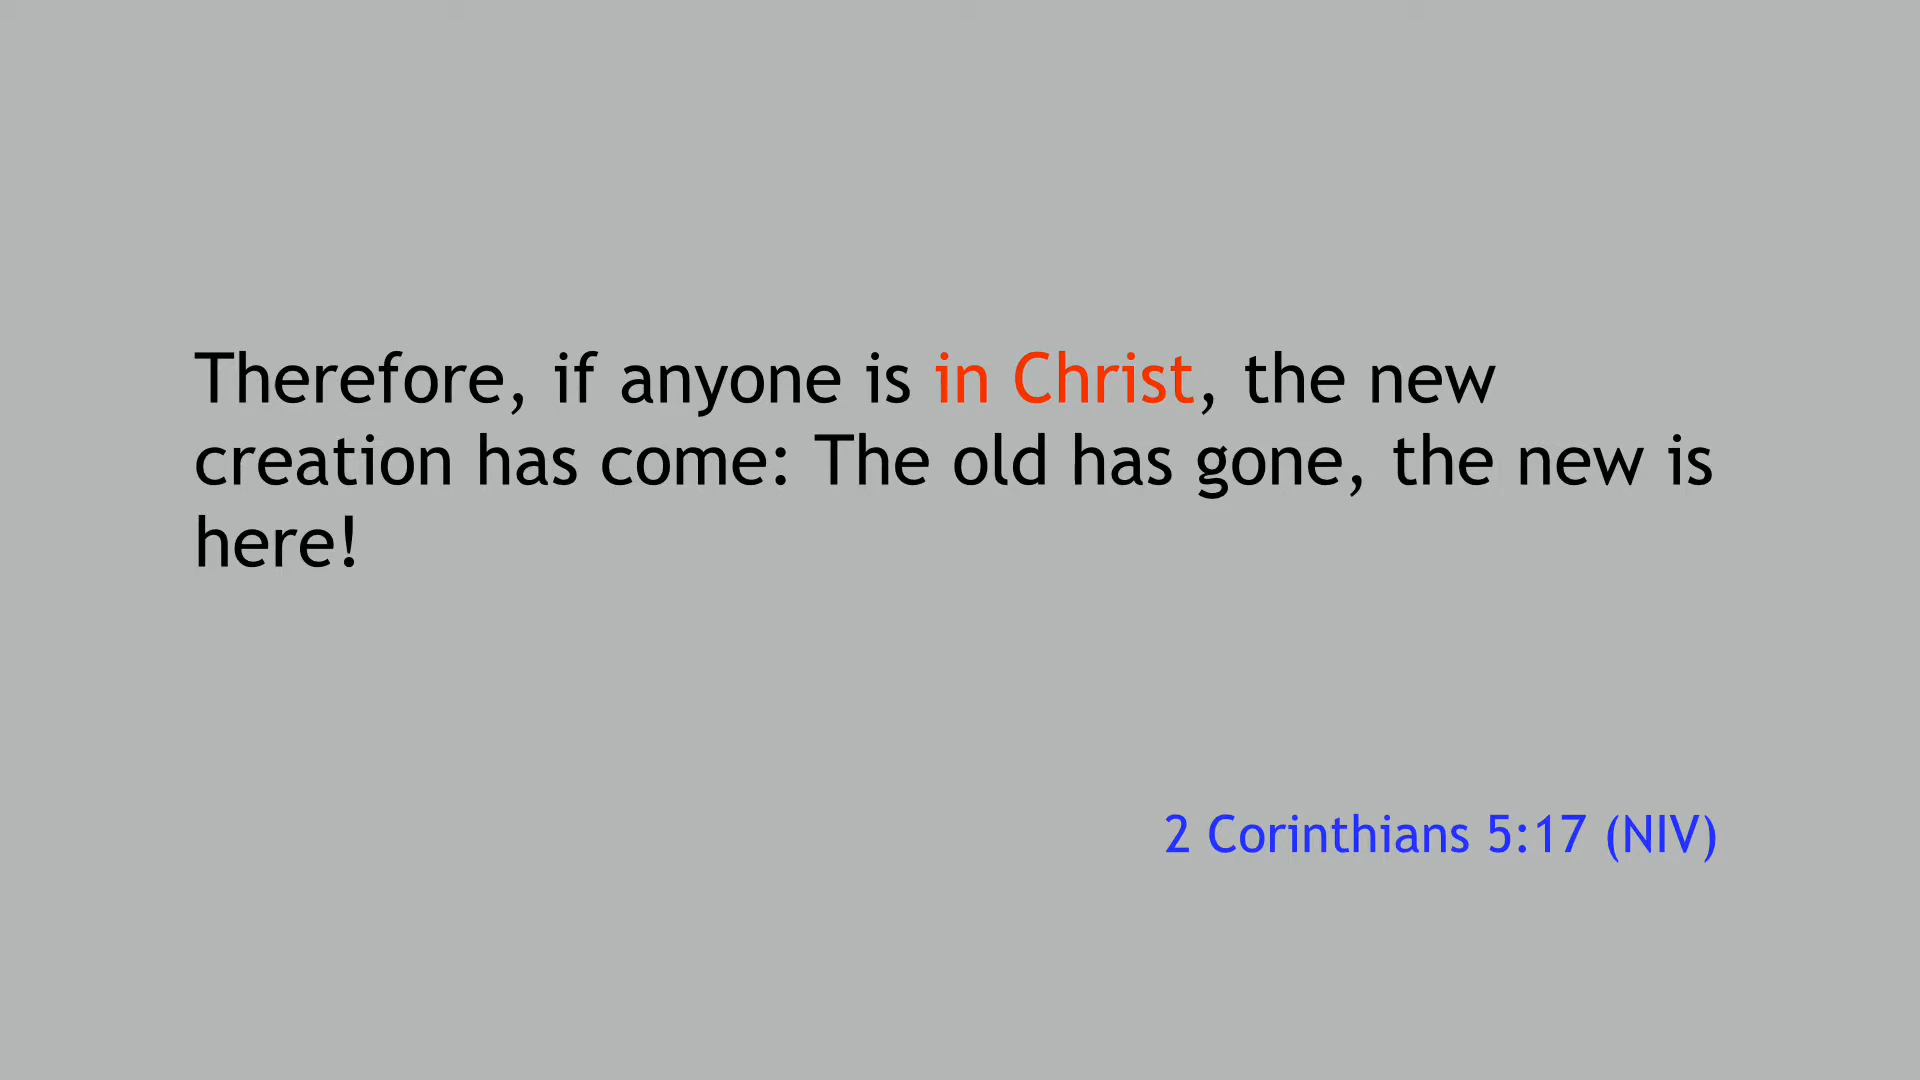 Therefore, if anyone is in Christ, the new
creation has come: The old has gone, the new is
here!
2 Corinthians 5:17 (NIV)